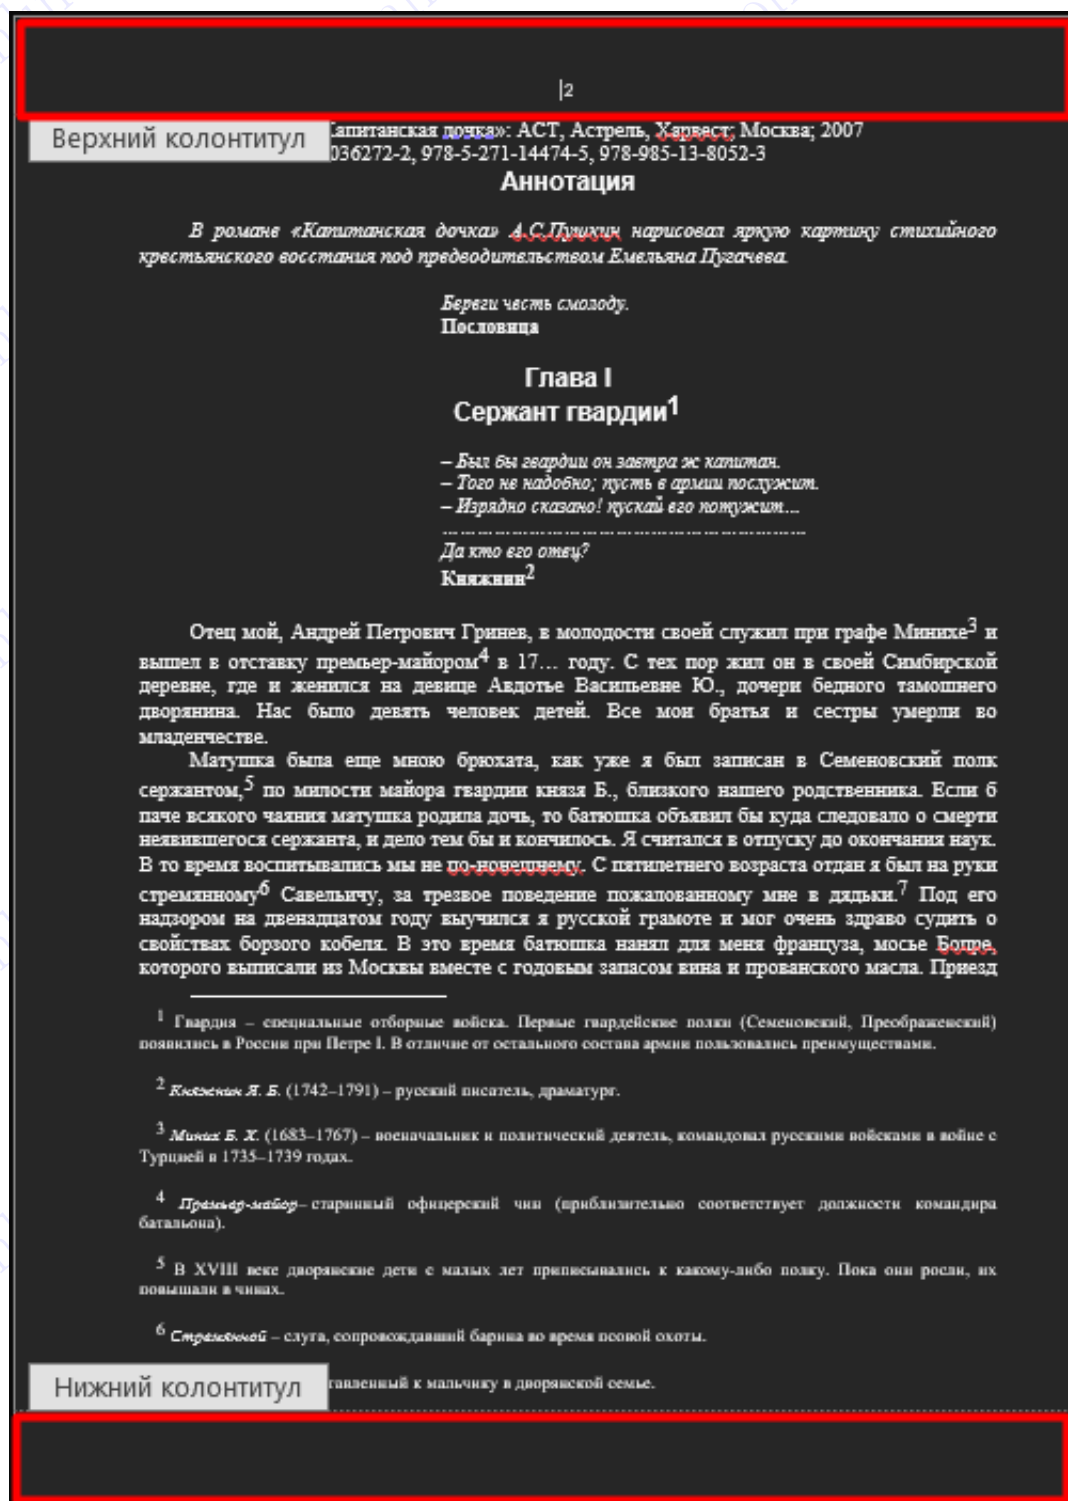 2
Верхний колонтитул
Капитанская дочка»: АСТ, Астрель, Харвест; Москва; 2007
036272-2, 978-5-271-14474-5, 978-985-13-8052-3
Аннотация
В романе «Капитанская дочка» А.С.Пушкин нарисовал яркую картину стихийного
крестьянского восстания под предводительством Емельяна Пугачева.
Береги честь смолоду.
Пословица
Глава I
Сержант гвардии1
– Был бы гвардии он завтра ж капитан.
– Того не надобно; пусть в армии послужит.
– Изрядно сказано! пускай его потужит…
………………………………………………………
Да кто его отец?
Княжнин2
Отец мой, Андрей Петрович Гринев, в молодости своей служил при графе Минихе3 и
вышел в отставку премьер-майором4 в 17… году. С тех пор жил он в своей Симбирской
деревне, где и женился на девице Авдотье Васильевне Ю., дочери бедного тамошнего
дворянина. Нас было девять человек детей. Все мои братья и сестры умерли во
младенчестве.
Матушка была еще мною брюхата, как уже я был записан в Семеновский полк
сержантом,5 по милости майора гвардии князя Б., близкого нашего родственника. Если б
паче всякого чаяния матушка родила дочь, то батюшка объявил бы куда следовало о смерти
неявившегося сержанта, и дело тем бы и кончилось. Я считался в отпуску до окончания наук.
В то время воспитывались мы не по-нонешнему. С пятилетнего возраста отдан я был на руки
стремянному6 Савельичу, за трезвое поведение пожалованному мне в дядьки.7 Под его
надзором на двенадцатом году выучился я русской грамоте и мог очень здраво судить о
свойствах борзого кобеля. В это время батюшка нанял для меня француза, мосье Бопре,
которого выписали из Москвы вместе с годовым запасом вина и прованского масла. Приезд
1 Гвардия – специальные отборные войска. Первые гвардейские полки (Семеновский, Преображенский)
появились в России при Петре I. В отличие от остального состава армии пользовались преимуществами.
2 Княжнин Я. Б. (1742–1791) – русский писатель, драматург.
3 Миних Б. Х. (1683–1767) – военачальник и политический деятель, командовал русскими войсками в войне с
Турцией в 1735–1739 годах.
4 Премьер-майор– старинный офицерский чин (приблизительно соответствует должности командира
батальона).
5 В XVIII веке дворянские дети с малых лет приписывались к какому-либо полку. Пока они росли, их
повышали в чинах.
6 Стремянной – слуга, сопровождавший барина во время псовой охоты.
Нижний колонтитул
тавленный к мальчику в дворянской семье.